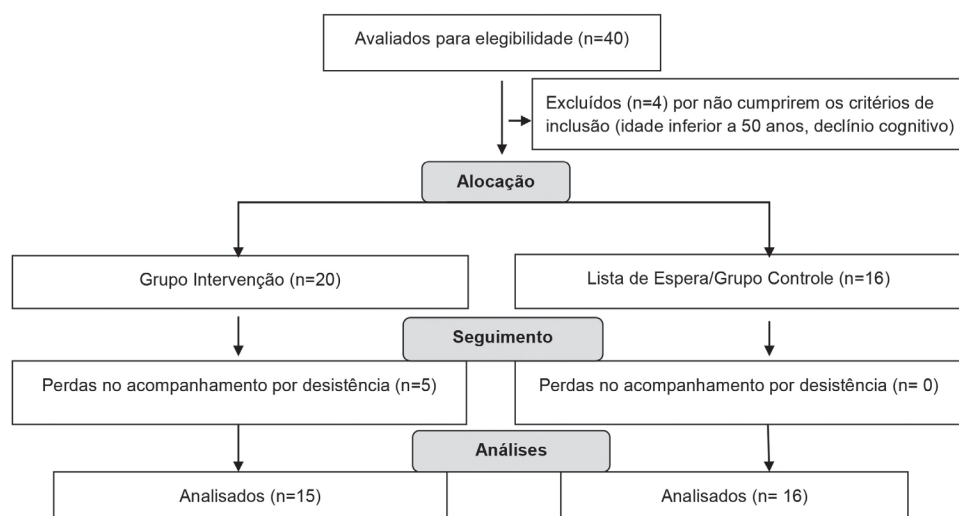 Avaliados para elegibilidade (n=40)
Excluídos (n=4) por não cumprirem os critérios de
inclusão (idade inferior a 50 anos, declínio cognitivo)
Alocação
Grupo Intervenção (n=20)
Lista de Espera/Grupo Controle (n=16)
Seguimento
Perdas no acompanhamento por desistência (n=5)
Perdas no acompanhamento por desistência (n= 0)
Análises
Analisados (n=15)
Analisados (n= 16)